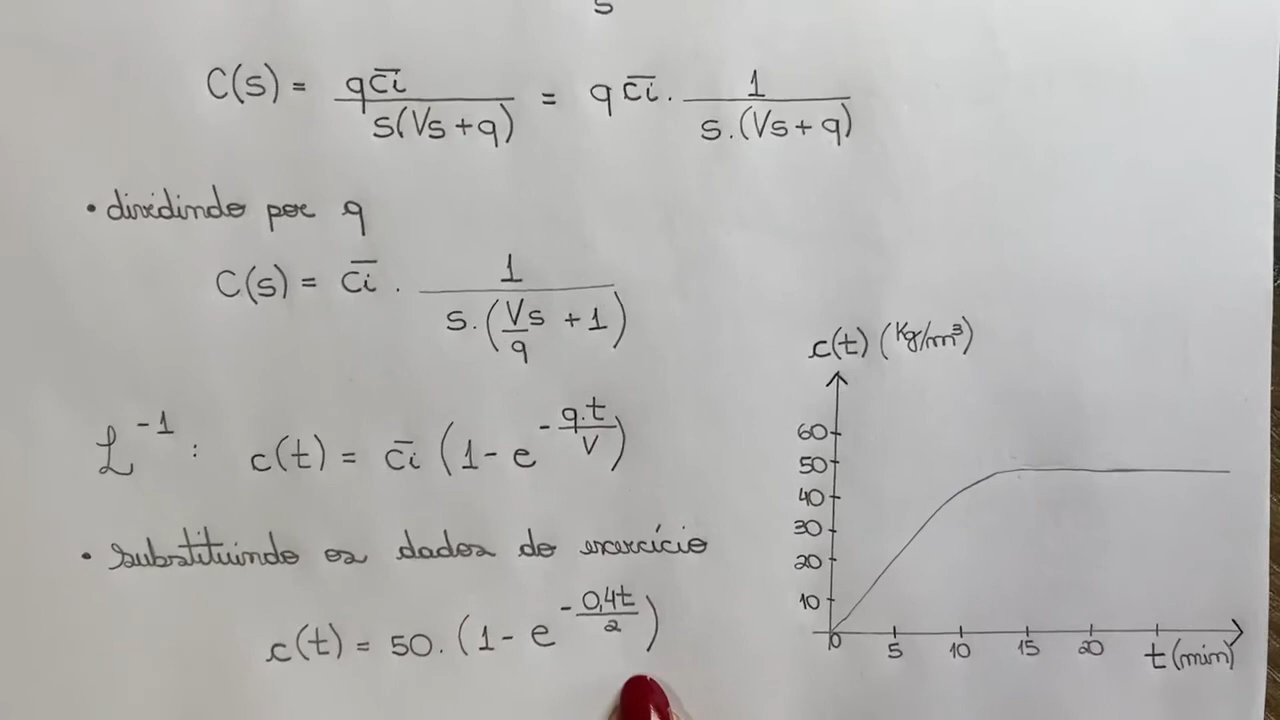 s
C(s) = qc̄i / s(Vs+q) = q c̄i . 1 / s.(Vs+q)
• dividindo por q
C(s) = c̄i . 1 / s.(Vs/q + 1)
ℒ⁻¹ : c(t) = c̄i (1 - e^(-q.t/V))
• substituindo os dados do exercício
c(t) = 50. (1 - e^(-0,4t/2))
c(t) (Kg/m³)
60
50
40
30
20
10
0 5 10 15 20 t (min)